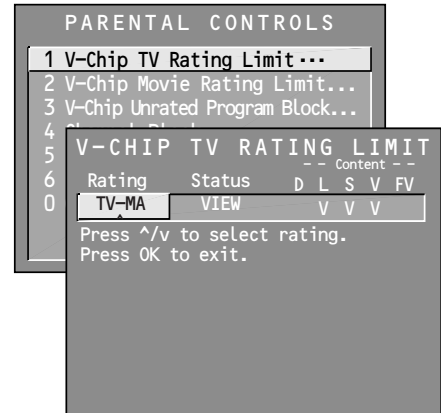 PARENTAL CONTROLS
1 V-Chip TV Rating Limit ...
2 V-Chip Movie Rating Limit...
3 V-Chip Unrated Program Block...
4
5
6
0
V-CHIP TV RATING LIMIT
-- Content --
Rating Status D L S V FV
TV-MA VIEW V V V
Press ^/v to select rating.
Press OK to exit.